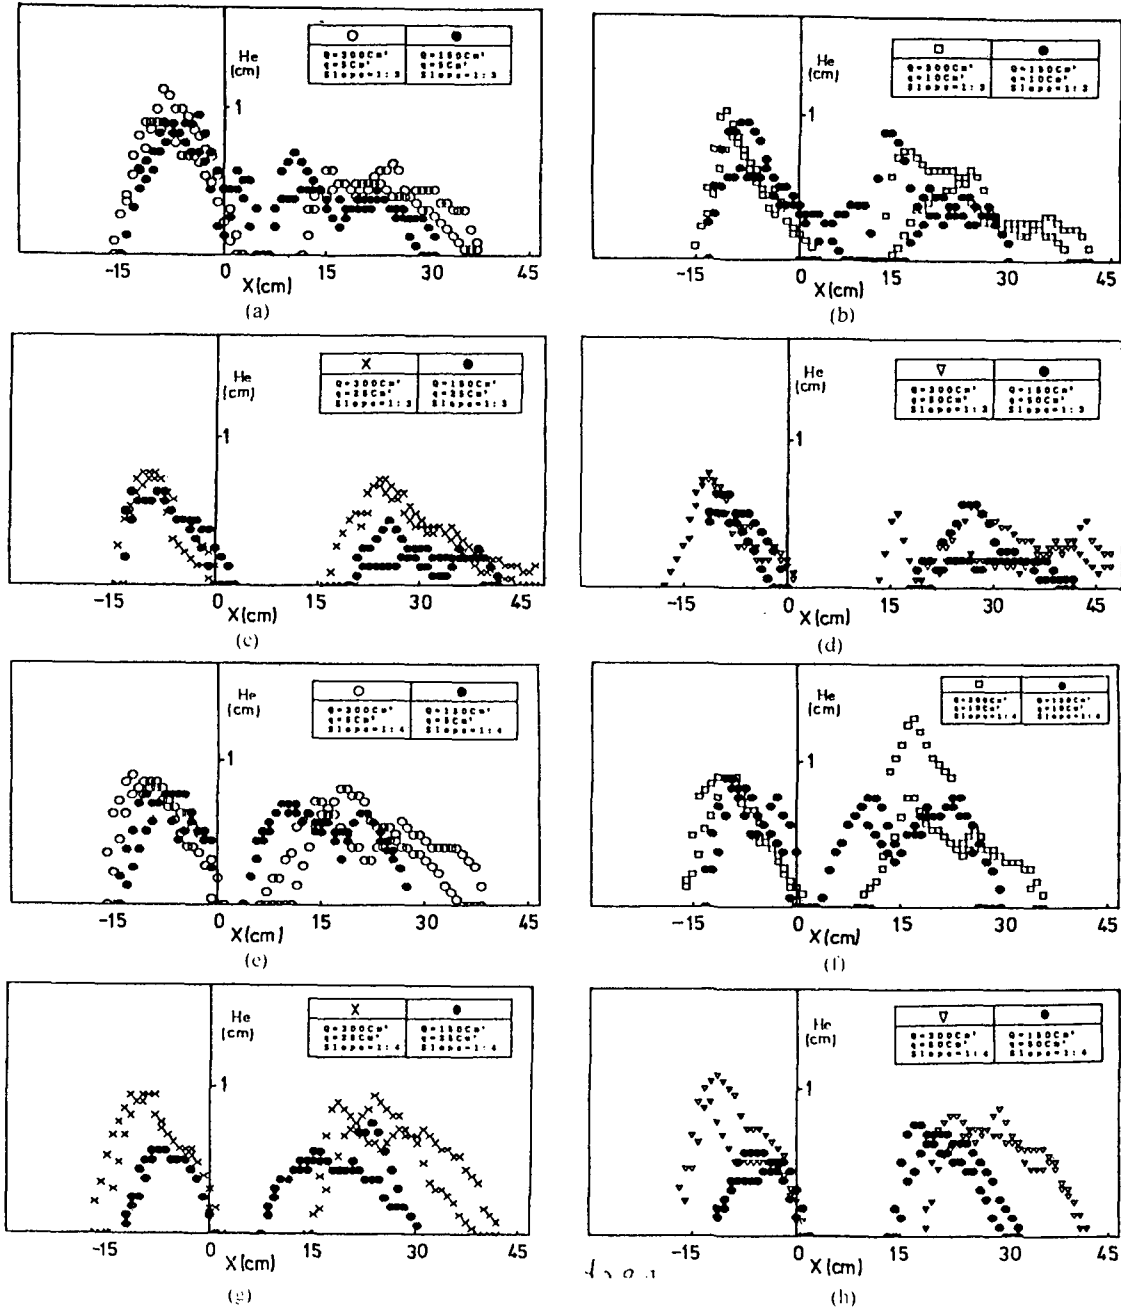 He
(cm)
Q=300Cm³ Q=150Cm³
q=5Cm³ q=5Cm³
Slope=1:3 Slope=1:3
1
-15 0 15 30 45
X(cm)
(a)
He
(cm)
Q=300Cm³ Q=150Cm³
q=10Cm³ q=10Cm³
Slope=1:3 Slope=1:3
1
-15 0 15 30 45
X(cm)
(b)
He
(cm)
Q=300Cm³ Q=150Cm³
q=25Cm³ q=25Cm³
Slope=1:3 Slope=1:3
1
-15 0 15 30 45
X(cm)
(c)
He
(cm)
Q=300Cm³ Q=150Cm³
q=50Cm³ q=50Cm³
Slope=1:3 Slope=1:3
1
-15 0 15 30 45
X(cm)
(d)
He
(cm)
Q=300Cm³ Q=150Cm³
q=5Cm³ q=5Cm³
Slope=1:4 Slope=1:4
1
-15 0 15 30 45
X(cm)
(e)
He
(cm)
Q=300Cm³ Q=150Cm³
q=10Cm³ q=10Cm³
Slope=1:4 Slope=1:4
1
-15 0 15 30 45
X(cm)
(f)
He
(cm)
Q=300Cm³ Q=150Cm³
q=25Cm³ q=25Cm³
Slope=1:4 Slope=1:4
1
-15 0 15 30 45
X(cm)
(g)
He
(cm)
Q=300Cm³ Q=150Cm³
q=50Cm³ q=50Cm³
Slope=1:4 Slope=1:4
1
-15 0 15 30 45
X(cm)
(h)